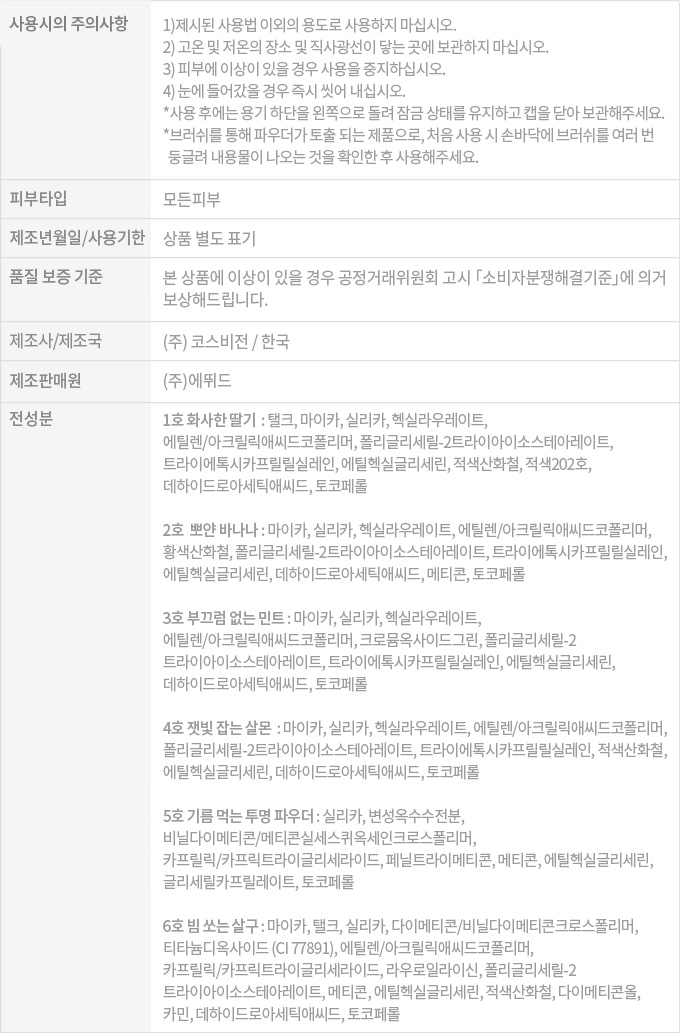 사용시의 주의사항
1)제시된 사용법 이외의 용도로 사용하지 마십시오.
2) 고온 및 저온의 장소 및 직사광선이 닿는 곳에 보관하지 마십시오.
3) 피부에 이상이 있을 경우 사용을 중지하십시오.
4) 눈에 들어갔을 경우 즉시 씻어 내십시오.
*사용 후에는 용기 하단을 왼쪽으로 돌려 잠금 상태를 유지하고 캡을 닫아 보관해주세요.
*브러쉬를 통해 파우더가 토출 되는 제품으로, 처음 사용 시 손바닥에 브러쉬를 여러 번
둥글려 내용물이 나오는 것을 확인한 후 사용해주세요.
피부타입
모든피부
제조년월일/사용기한
상품 별도 표기
품질 보증 기준
본 상품에 이상이 있을 경우 공정거래위원회 고시 「소비자분쟁해결기준」에 의거
보상해드립니다.
제조사/제조국
(주) 코스비전 / 한국
제조판매원
(주)에뛰드
전성분
1호 화사한 딸기 : 탤크, 마이카, 실리카, 헥실라우레이트,
에틸렌/아크릴릭애씨드코폴리머, 폴리글리세릴-2트라이아이소스테아레이트,
트라이에톡시카프릴릴실레인, 에틸헥실글리세린, 적색산화철, 적색202호,
데하이드로아세틱애씨드, 토코페롤
2호 뽀얀 바나나 : 마이카, 실리카, 헥실라우레이트, 에틸렌/아크릴릭애씨드코폴리머,
황색산화철, 폴리글리세릴-2트라이아이소스테아레이트, 트라이에톡시카프릴릴실레인,
에틸헥실글리세린, 데하이드로아세틱애씨드, 메티콘, 토코페롤
3호 부끄럼 없는 민트 : 마이카, 실리카, 헥실라우레이트,
에틸렌/아크릴릭애씨드코폴리머, 크로뮴옥사이드그린, 폴리글리세릴-2
트라이아이소스테아레이트, 트라이에톡시카프릴릴실레인, 에틸헥실글리세린,
데하이드로아세틱애씨드, 토코페롤
4호 잿빛 잡는 살몬 : 마이카, 실리카, 헥실라우레이트, 에틸렌/아크릴릭애씨드코폴리머,
폴리글리세릴-2트라이아이소스테아레이트, 트라이에톡시카프릴릴실레인, 적색산화철,
에틸헥실글리세린, 데하이드로아세틱애씨드, 토코페롤
5호 기름 먹는 투명 파우더 : 실리카, 변성옥수수전분,
비닐다이메티콘/메티콘실세스퀴옥세인크로스폴리머,
카프릴릭/카프릭트라이글리세라이드, 페닐트라이메티콘, 메티콘, 에틸헥실글리세린,
글리세릴카프릴레이트, 토코페롤
6호 빔 쏘는 살구 : 마이카, 탤크, 실리카, 다이메티콘/비닐다이메티콘크로스폴리머,
티타늄디옥사이드 (CI 77891), 에틸렌/아크릴릭애씨드코폴리머,
카프릴릭/카프릭트라이글리세라이드, 라우로일라이신, 폴리글리세릴-2
트라이아이소스테아레이트, 메티콘, 에틸헥실글리세린, 적색산화철, 다이메티콘올,
카민, 데하이드로아세틱애씨드, 토코페롤